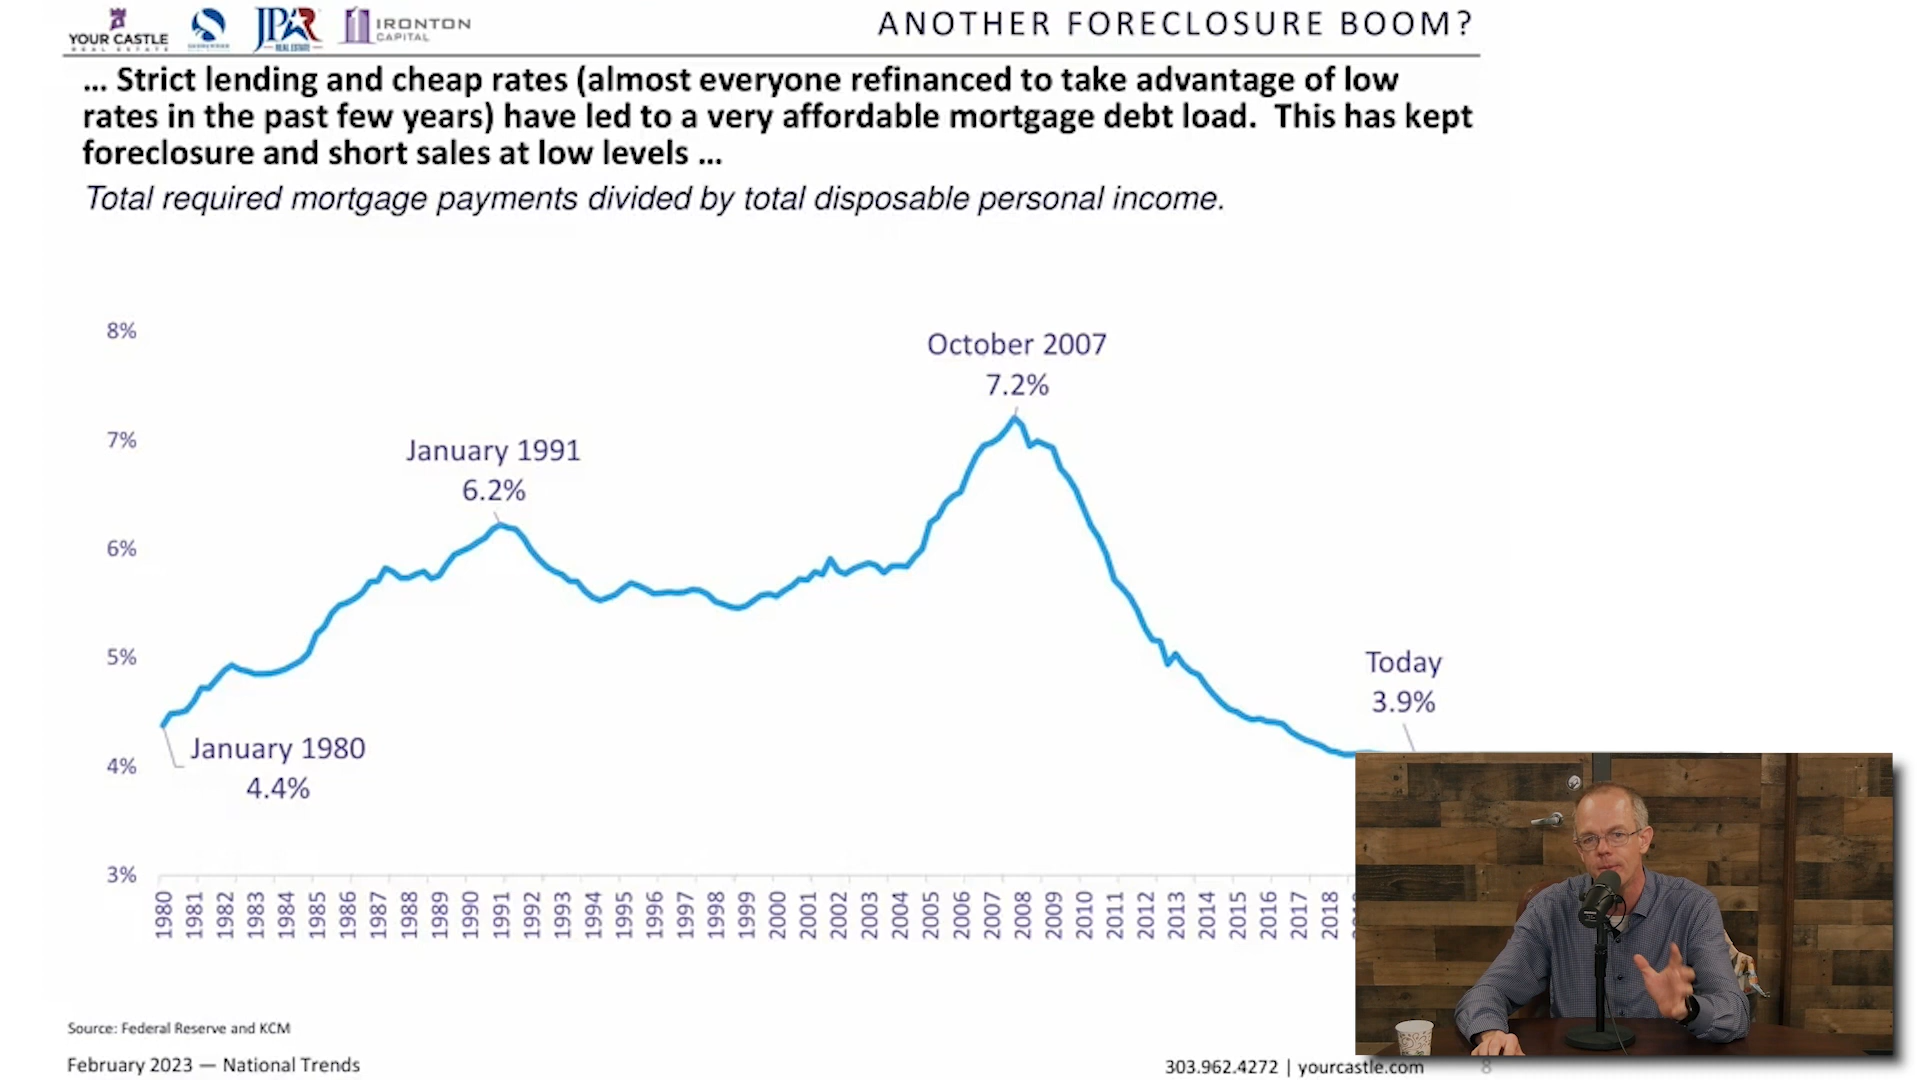 YOUR CASTLE
REAL ESTATE
JPAR
REAL ESTATE
IRONTON
CAPITAL
ANOTHER FORECLOSURE BOOM?
... Strict lending and cheap rates (almost everyone refinanced to take advantage of low
rates in the past few years) have led to a very affordable mortgage debt load. This has kept
foreclosure and short sales at low levels ...
Total required mortgage payments divided by total disposable personal income.
8%
October 2007
7.2%
7%
January 1991
6.2%
6%
5%
Today
3.9%
January 1980
4.4%
4%
3%
1980 1981 1982 1983 1984 1985 1986 1987 1988 1989 1990 1991 1992 1993 1994 1995 1996 1997 1998 1999 2000 2001 2002 2003 2004 2005 2006 2007 2008 2009 2010 2011 2012 2013 2014 2015 2016 2017 2018
Source: Federal Reserve and KCM
February 2023 — National Trends
303.962.4272 | yourcastle.com
8